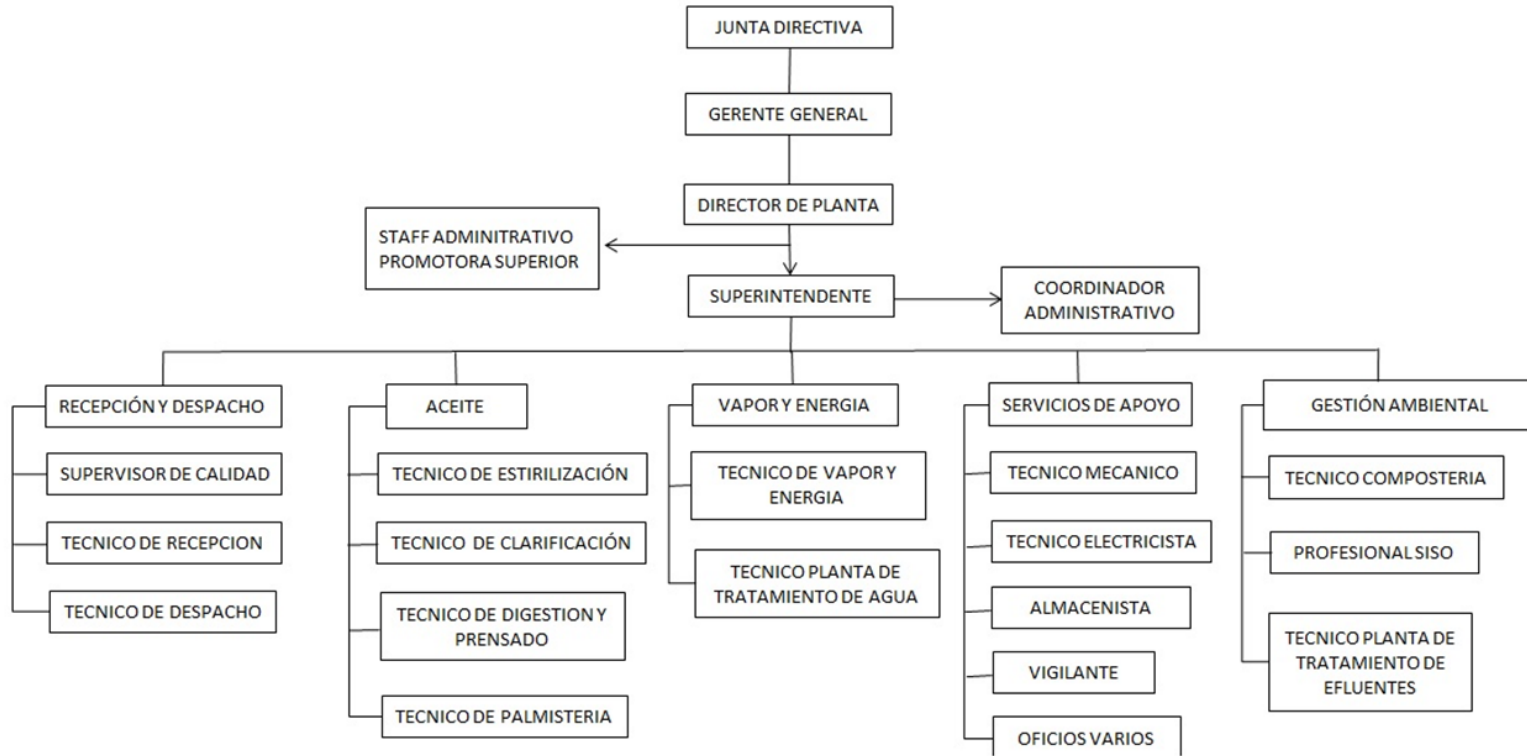 JUNTA DIRECTIVA
GERENTE GENERAL
DIRECTOR DE PLANTA
STAFF ADMINITRATIVO
PROMOTORA SUPERIOR
SUPERINTENDENTE
COORDINADOR
ADMINISTRATIVO
RECEPCIÓN Y DESPACHO
SUPERVISOR DE CALIDAD
TECNICO DE RECEPCION
TECNICO DE DESPACHO
ACEITE
TECNICO DE ESTIRILIZACIÓN
TECNICO DE CLARIFICACIÓN
TECNICO DE DIGESTION Y
PRENSADO
TECNICO DE PALMISTERIA
VAPOR Y ENERGIA
TECNICO DE VAPOR Y
ENERGIA
TECNICO PLANTA DE
TRATAMIENTO DE AGUA
SERVICIOS DE APOYO
TECNICO MECANICO
TECNICO ELECTRICISTA
ALMACENISTA
VIGILANTE
OFICIOS VARIOS
GESTIÓN AMBIENTAL
TECNICO COMPOSTERIA
PROFESIONAL SISO
TECNICO PLANTA DE
TRATAMIENTO DE
EFLUENTES